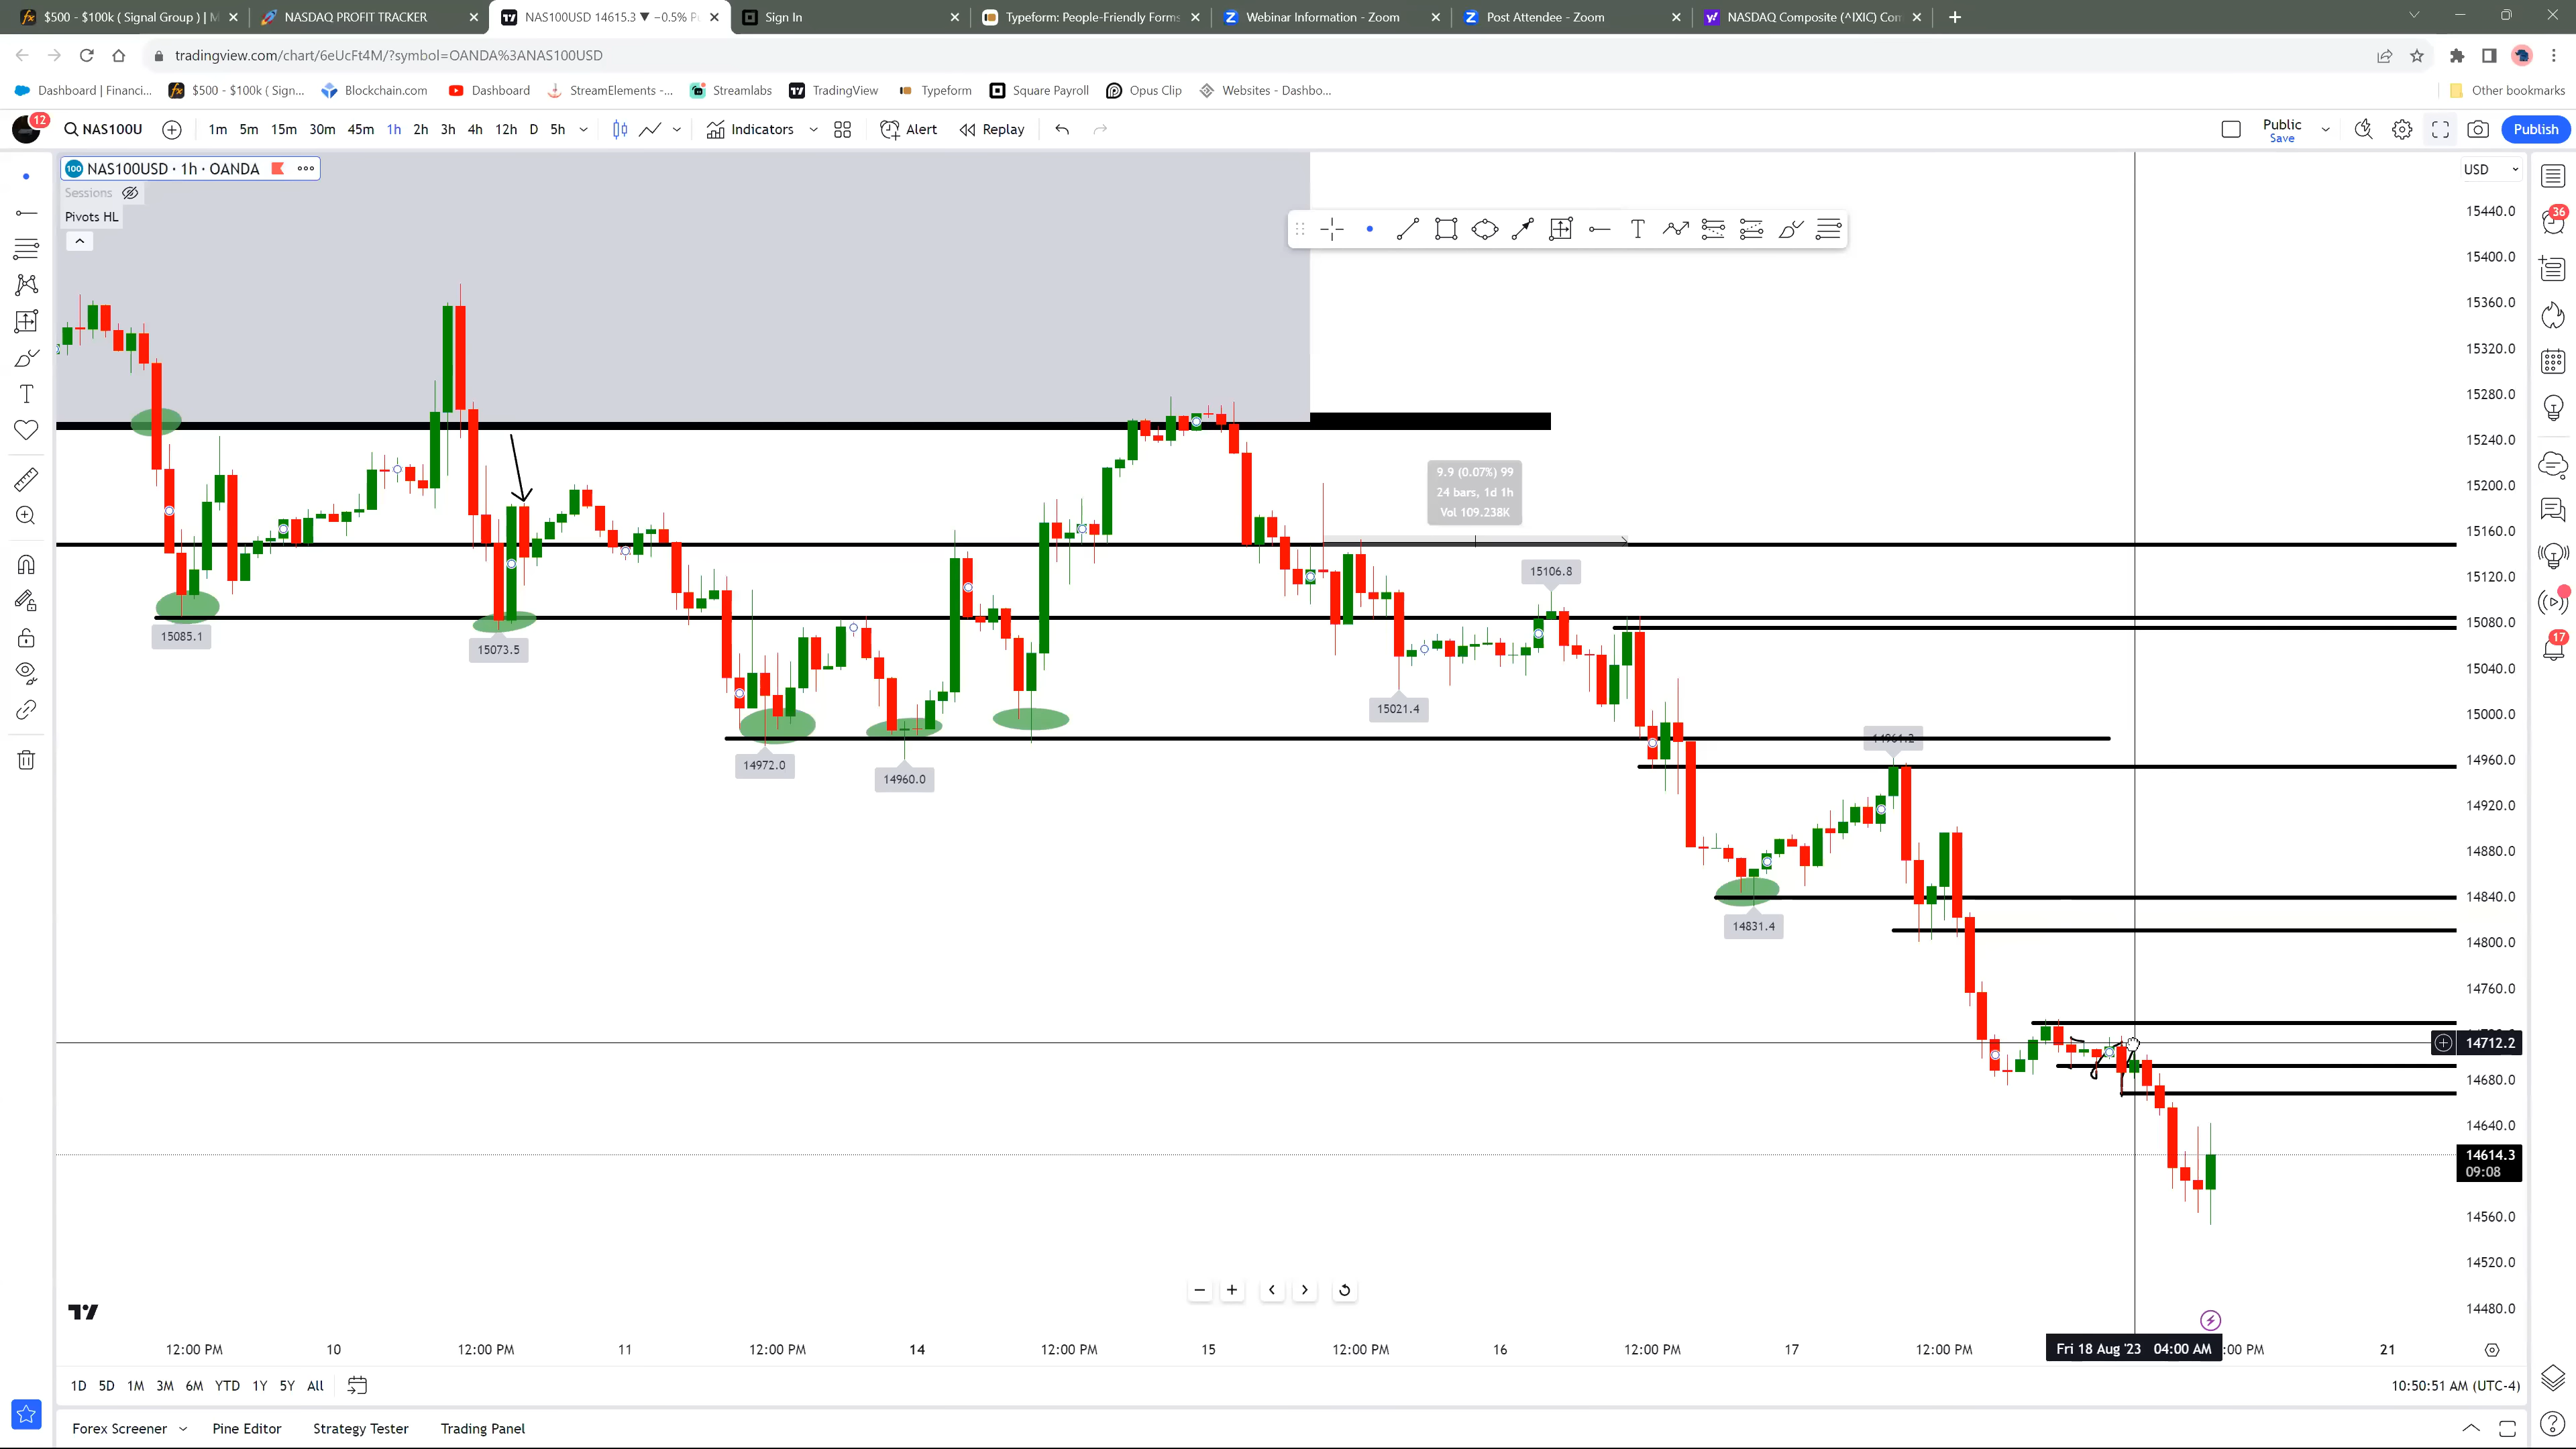 $500 - $100k ( Signal Group ) | M
NASDAQ PROFIT TRACKER
NAS100USD 14615.3 ▼ −0.5% P
Sign In
Typeform: People-Friendly Forms
Webinar Information - Zoom
Post Attendee - Zoom
NASDAQ Composite (^IXIC) Con
tradingview.com/chart/6eUcFt4M/?symbol=OANDA%3ANAS100USD
Dashboard | Financi...
$500 - $100k ( Sign...
Blockchain.com
Dashboard
StreamElements -...
Streamlabs
TradingView
Typeform
Square Payroll
Opus Clip
Websites - Dashbo...
Other bookmarks
12
NAS100U
1m 5m 15m 30m 45m 1h 2h 3h 4h 12h D 5h
Indicators
Alert
Replay
Public
Save
Publish
100 NAS100USD · 1h · OANDA
USD
Sessions
Pivots HL
15440.0
15400.0
15360.0
15320.0
15280.0
15240.0
15200.0
15160.0
15120.0
15080.0
15040.0
15000.0
14960.0
14920.0
14880.0
14840.0
14800.0
14760.0
14712.2
14680.0
14640.0
14614.3
09:08
14560.0
14520.0
14480.0
36
17
9.9 (0.07%) 99
24 bars, 1d 1h
Vol 109.238K
15106.8
15085.1
15073.5
15021.4
14961.2
14972.0
14960.0
14831.4
12:00 PM 10 12:00 PM 11 12:00 PM 14 12:00 PM 15 12:00 PM 16 12:00 PM 17 12:00 PM Fri 18 Aug '23 04:00 AM :00 PM 21
1D 5D 1M 3M 6M YTD 1Y 5Y All
10:50:51 AM (UTC-4)
Forex Screener
Pine Editor
Strategy Tester
Trading Panel